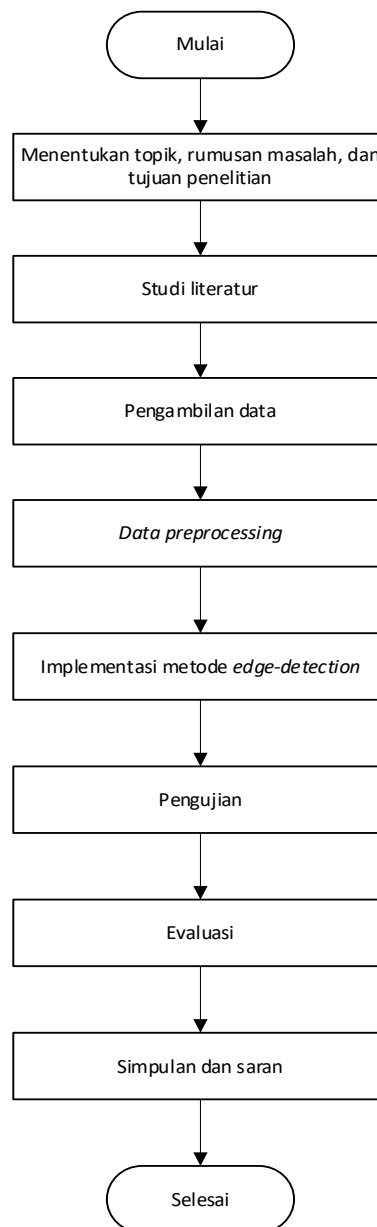 Mulai
Menentukan topik, rumusan masalah, dan
tujuan penelitian
Studi literatur
Pengambilan data
Data preprocessing
Implementasi metode edge-detection
Pengujian
Evaluasi
Simpulan dan saran
Selesai